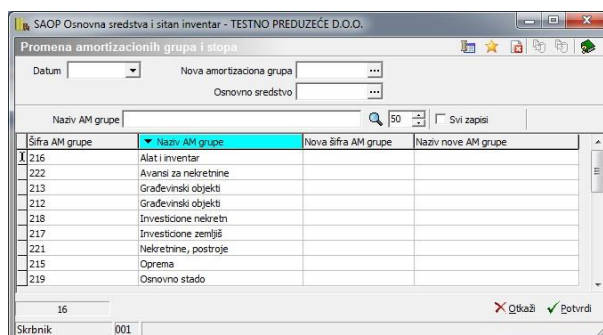 SAOP Osnovna sredstva i sitan inventar - TESTNO PREDUZEĆE D.O.O.
Promena amortizacionih grupa i stopa
Datum Nova amortizaciona grupa ...
Osnovno sredstvo ...
Naziv AM grupe 50 Svi zapisi
Šifra AM grupe Naziv AM grupe Nova šifra AM grupe Naziv nove AM grupe
216 Alat i inventar
222 Avansi za nekretnine
213 Građevinski objekti
212 Građevinski objekti
218 Investicione nekretn
217 Investicione zemljiš
221 Nekretnine, postroje
215 Oprema
219 Osnovno stado
16 Otkaži Potvrdi
Skrbnik 001